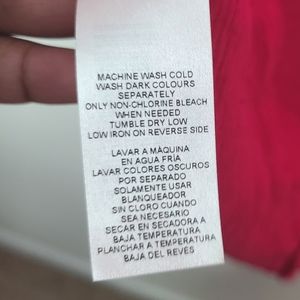 MACHINE WASH COLD
WASH DARK COLOURS
SEPARATELY
ONLY NON-CHLORINE BLEACH
WHEN NEEDED
TUMBLE DRY LOW
LOW IRON ON REVERSE SIDE
LAVAR A MÁQUINA
EN AGUA FRÍA
LAVAR COLORES OSCUROS
POR SEPARADO
SOLAMENTE USAR
BLANQUEADOR
SIN CLORO CUANDO
SEA NECESARIO
SECAR EN SECADORA A
BAJA TEMPERATURA
PLANCHAR A TEMPERATURA
BAJA DEL REVES